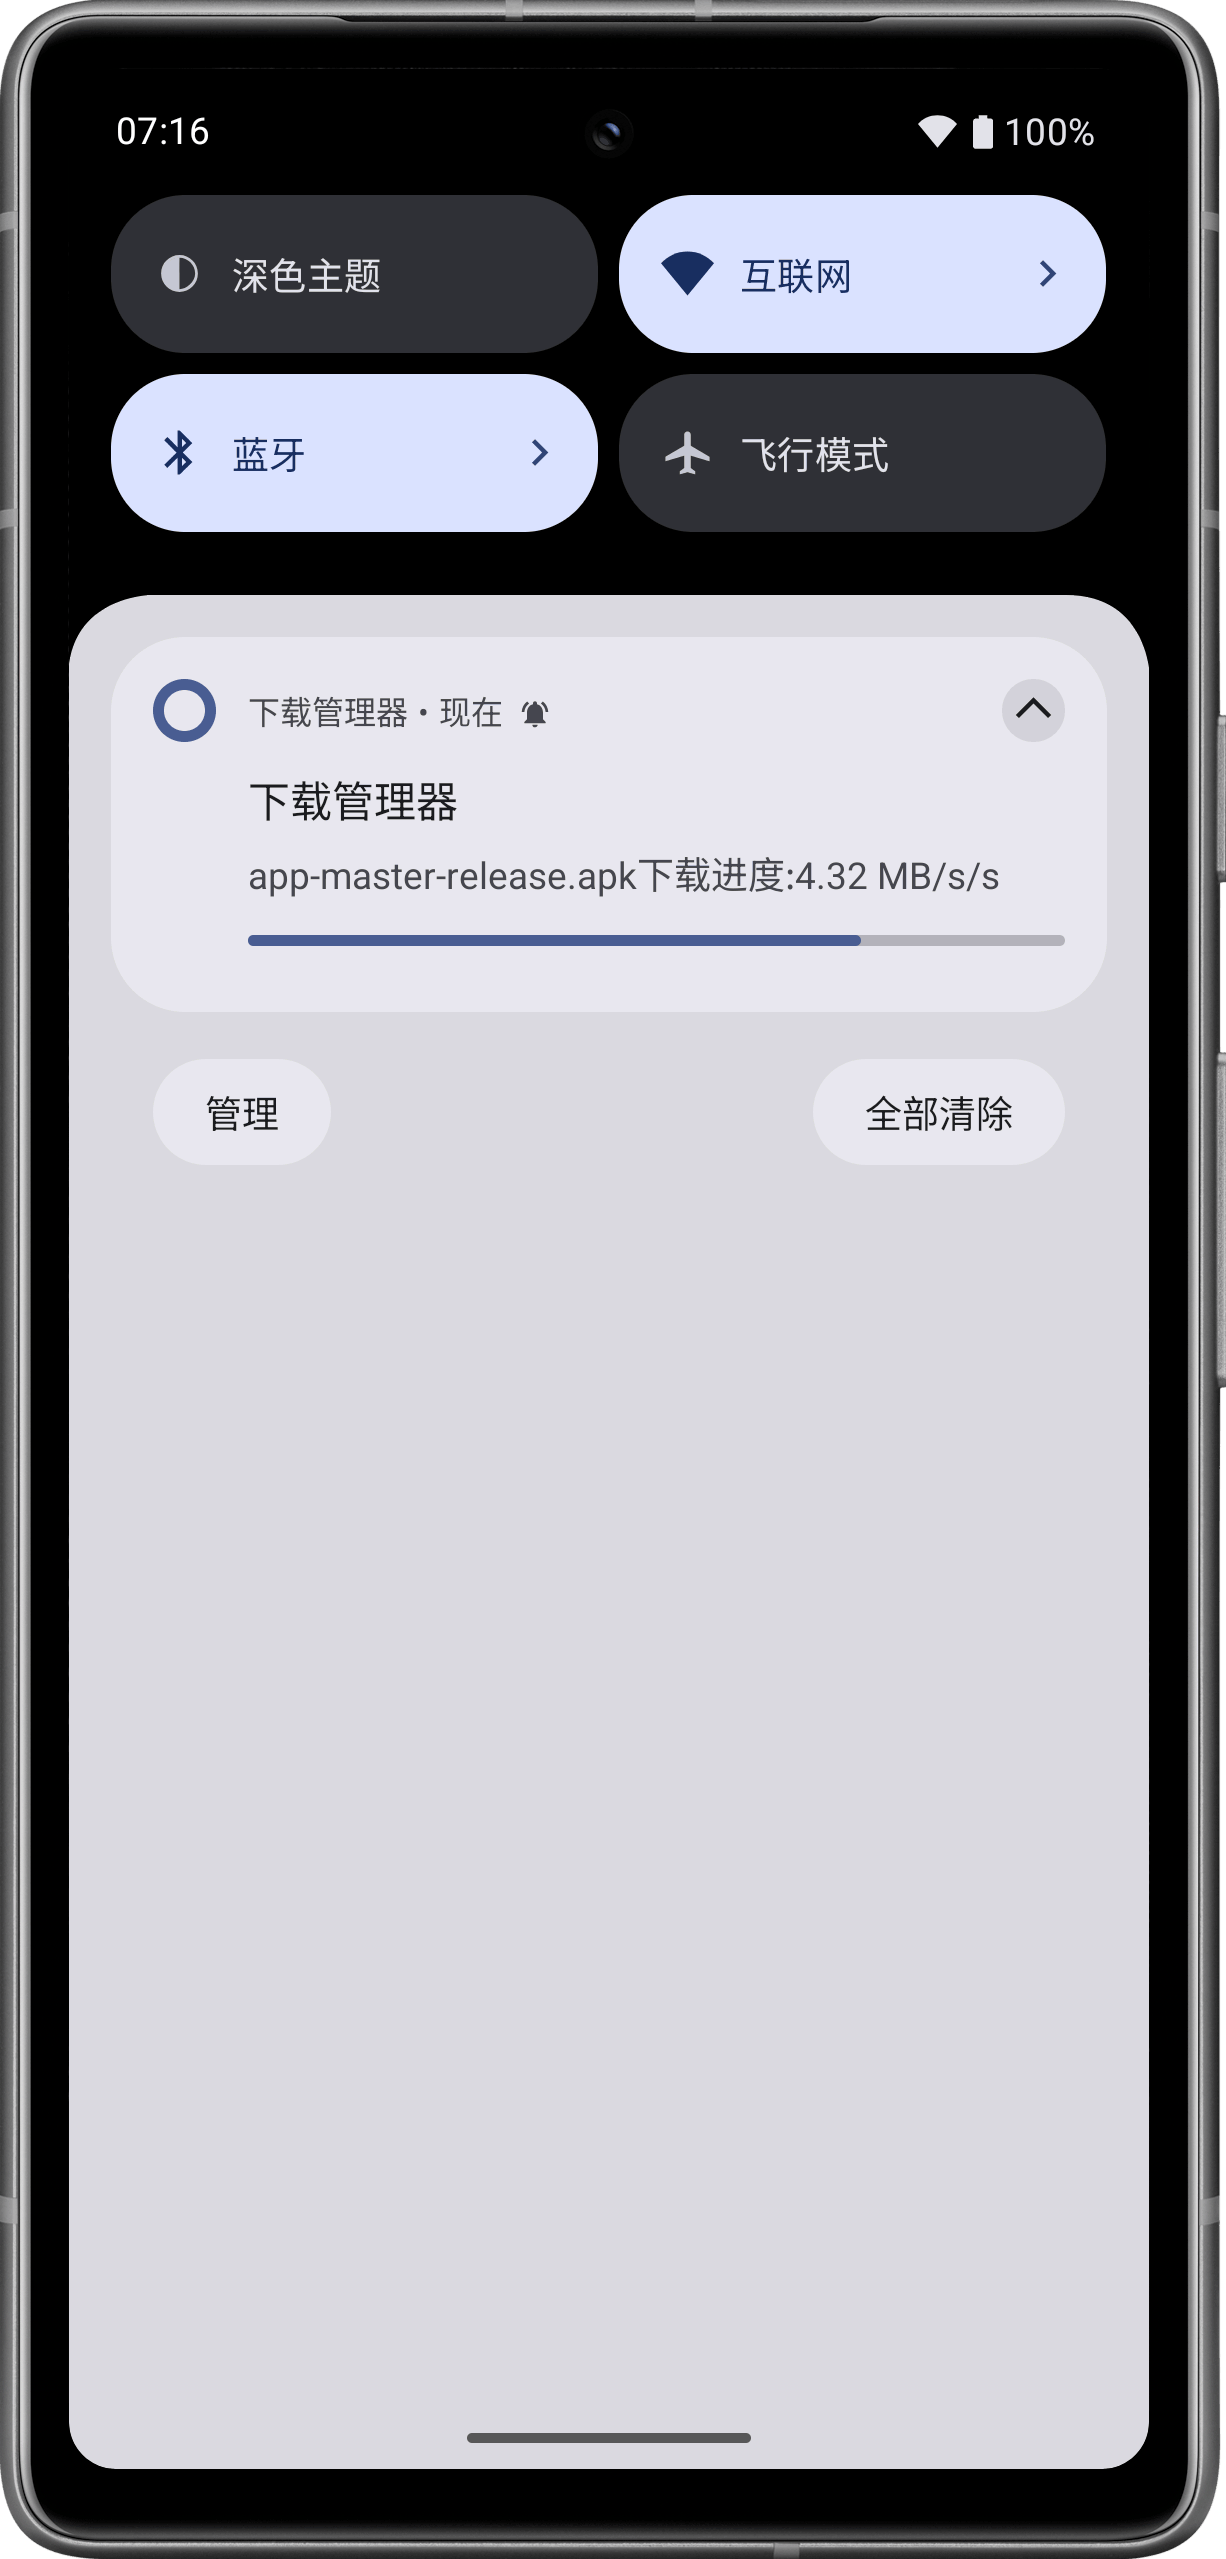 07:16
100%
深色主题
互联网
蓝牙
飞行模式
下载管理器 • 现在
下载管理器
app-master-release.apk下载进度:4.32 MB/s/s
管理
全部清除